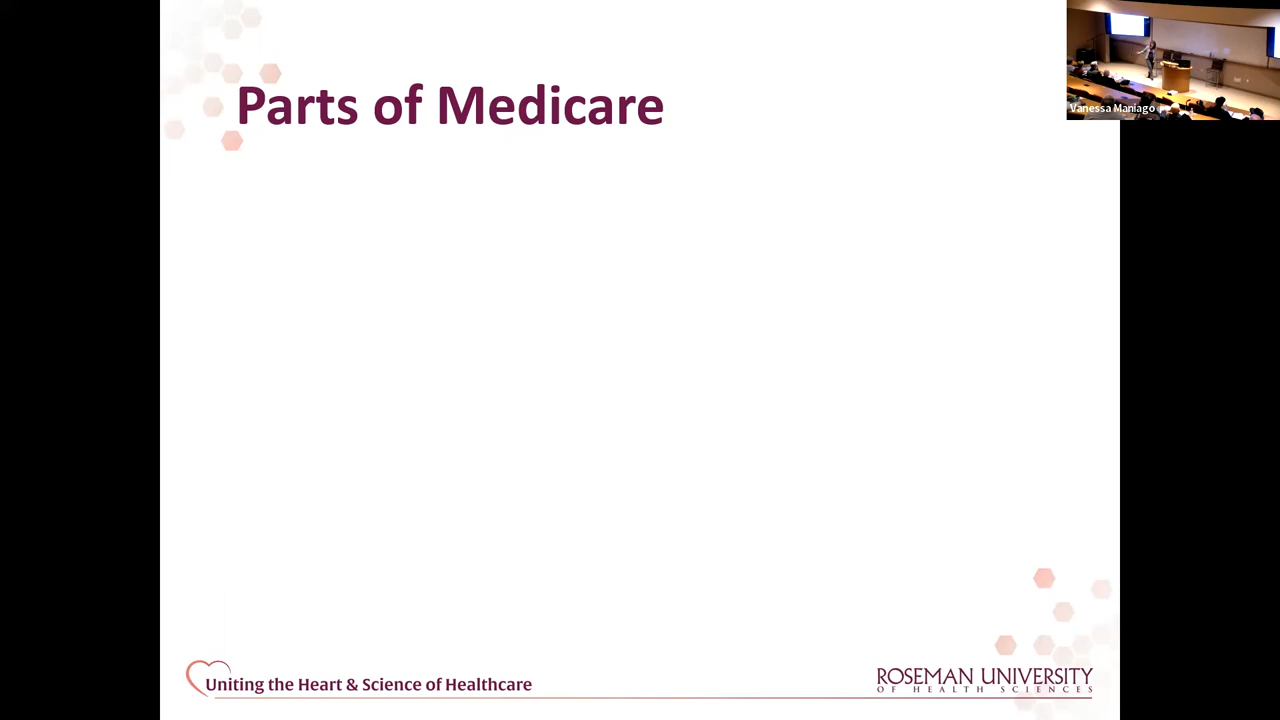 Parts of Medicare
Vanessa Maniago
Uniting the Heart & Science of Healthcare
ROSEMAN UNIVERSITY
OF HEALTH SCIENCES